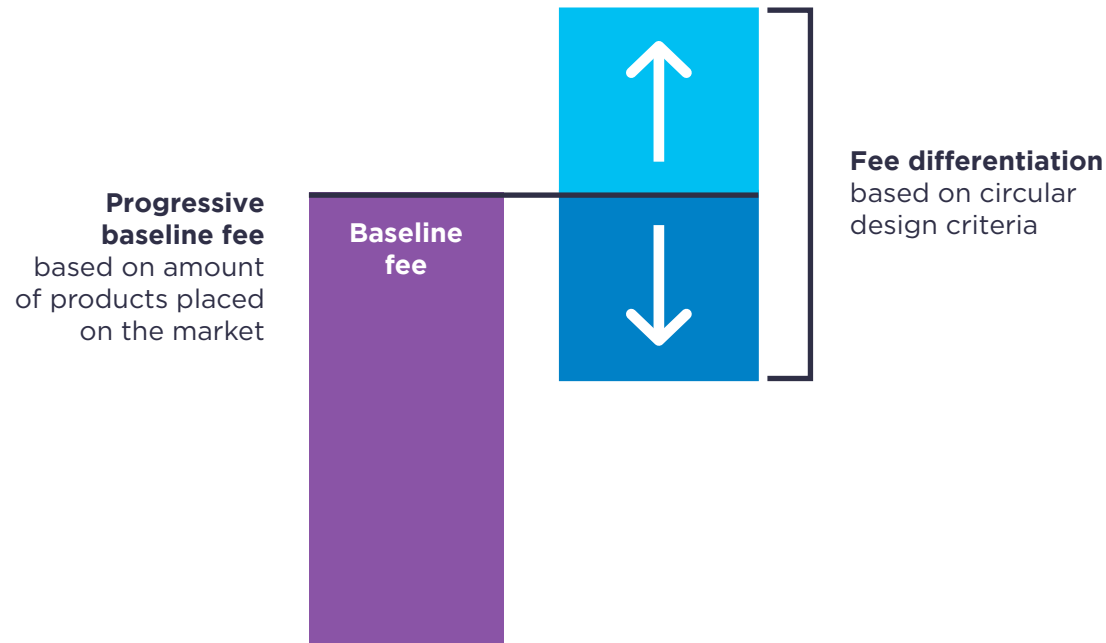 Progressive
baseline fee
based on amount
of products placed
on the market
Baseline
fee
Fee differentiation
based on circular
design criteria